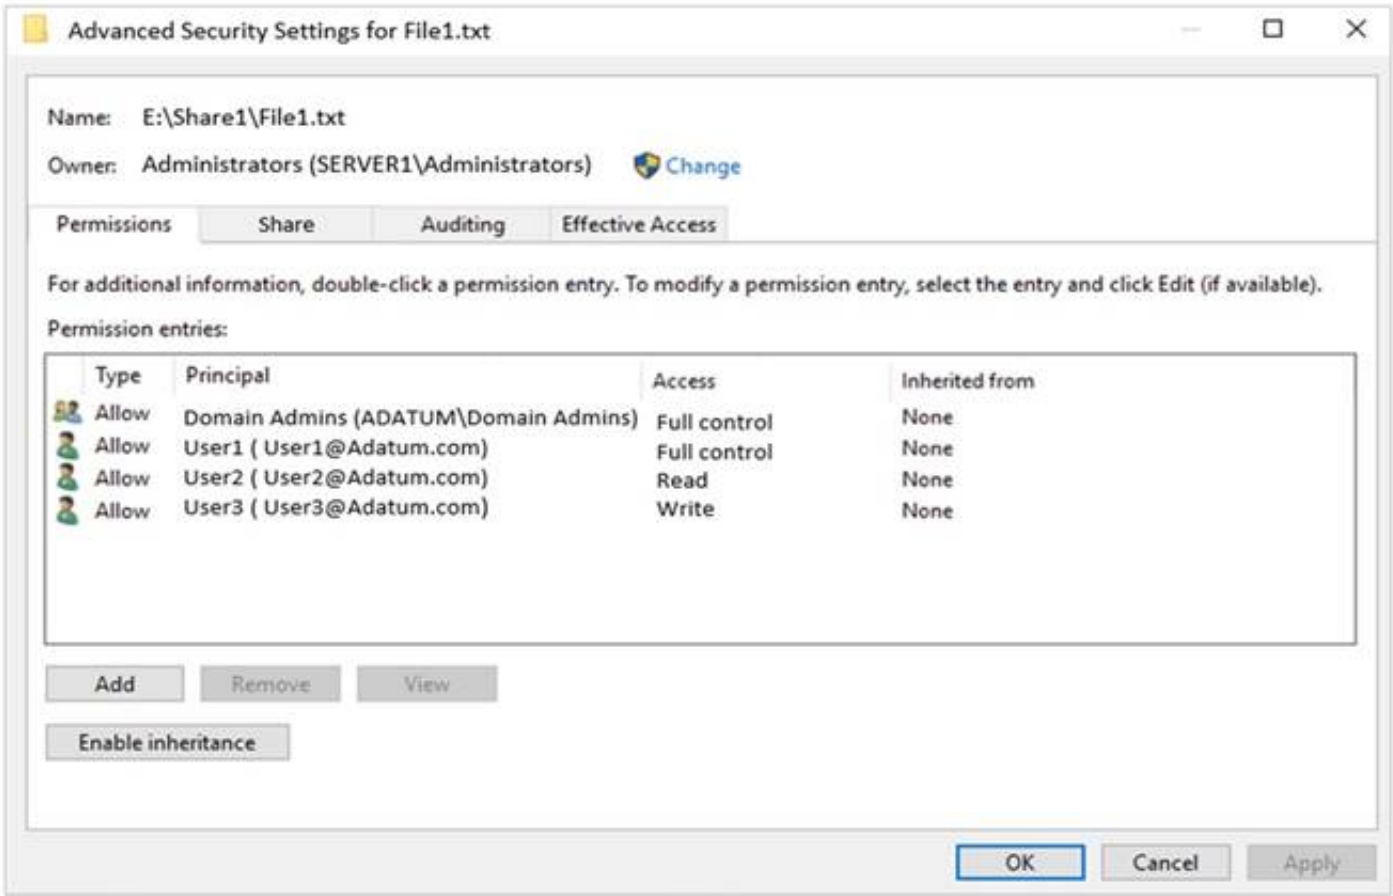 Advanced Security Settings for File1.txt
Name: E:\Share1\File1.txt
Owner: Administrators (SERVER1\Administrators) Change
Permissions Share Auditing Effective Access
For additional information, double-click a permission entry. To modify a permission entry, select the entry and click Edit (if available).
Permission entries:
Type Principal Access Inherited from
Allow Domain Admins (ADATUM\Domain Admins) Full control None
Allow User1 ( User1@Adatum.com) Full control None
Allow User2 ( User2@Adatum.com) Read None
Allow User3 ( User3@Adatum.com) Write None
Add Remove View
Enable inheritance
OK Cancel Apply